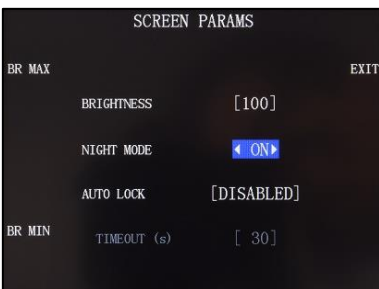 SCREEN PARAMS
BR MAX
EXIT
BRIGHTNESS [100]
NIGHT MODE ◀ ON▶
AUTO LOCK [DISABLED]
BR MIN
TIMEOUT (s) [ 30]